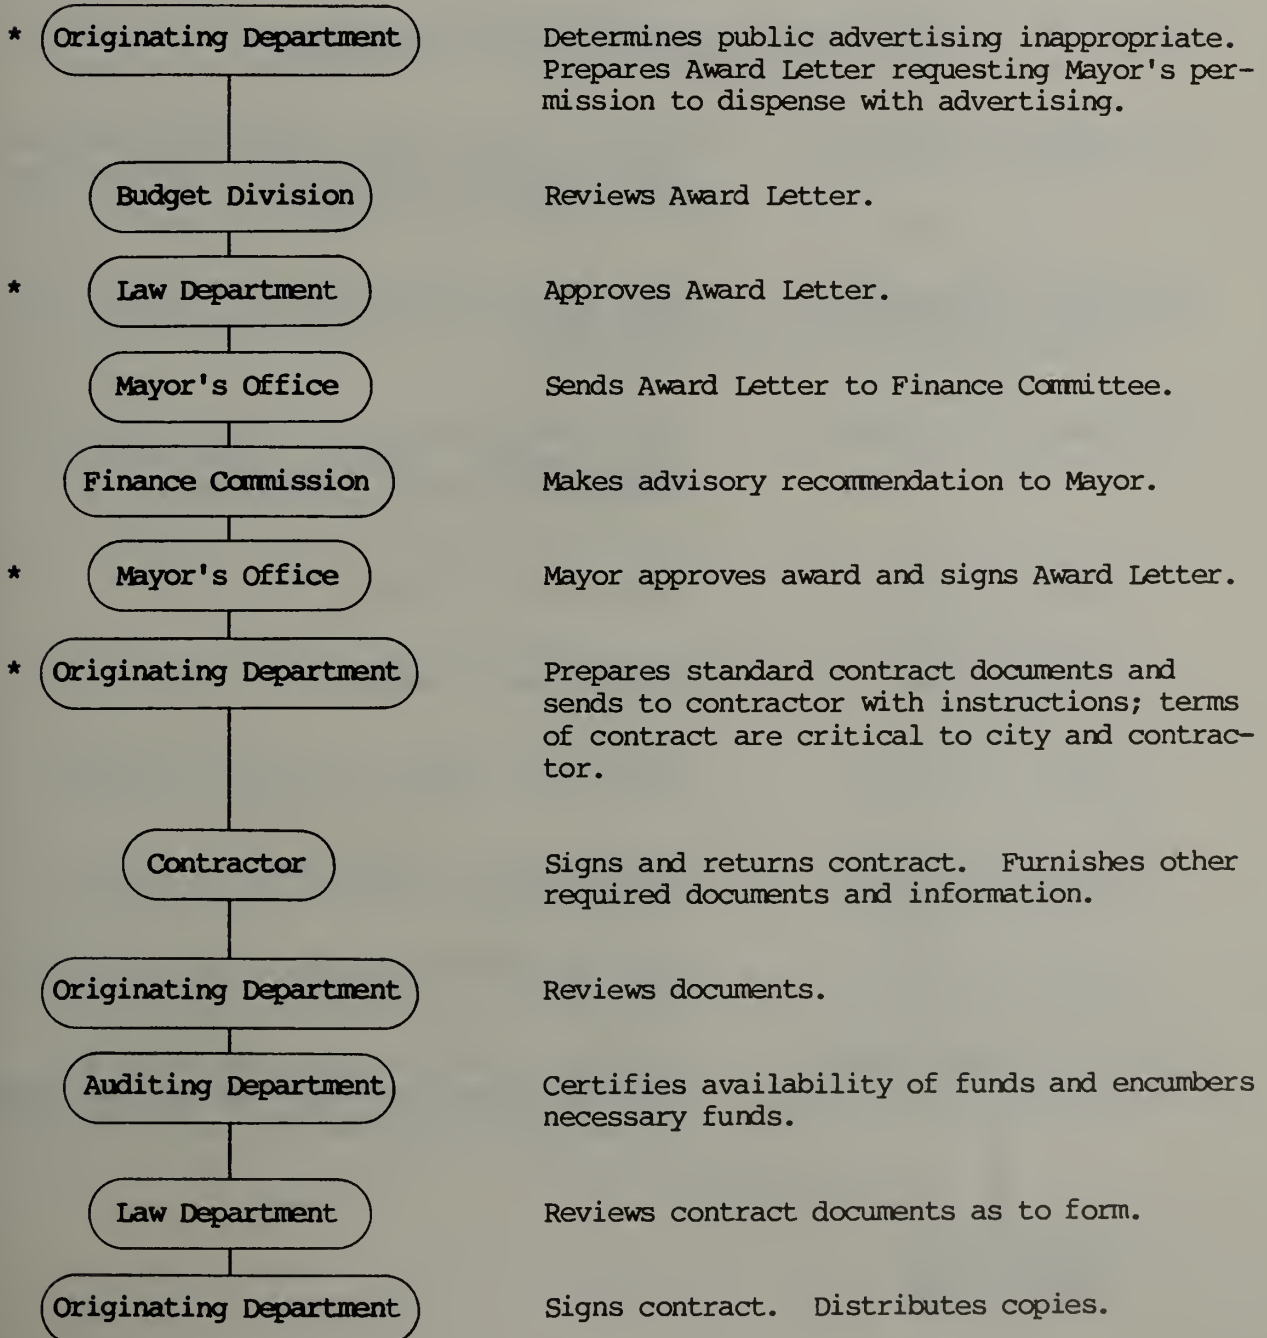 * Originating Department Determines public advertising inappropriate.
Prepares Award Letter requesting Mayor's per-
mission to dispense with advertising.
Budget Division Reviews Award Letter.
* Law Department Approves Award Letter.
Mayor's Office Sends Award Letter to Finance Committee.
Finance Commission Makes advisory recommendation to Mayor.
* Mayor's Office Mayor approves award and signs Award Letter.
* Originating Department Prepares standard contract documents and
sends to contractor with instructions; terms
of contract are critical to city and contrac-
tor.
Contractor Signs and returns contract. Furnishes other
required documents and information.
Originating Department Reviews documents.
Auditing Department Certifies availability of funds and encumbers
necessary funds.
Law Department Reviews contract documents as to form.
Originating Department Signs contract. Distributes copies.